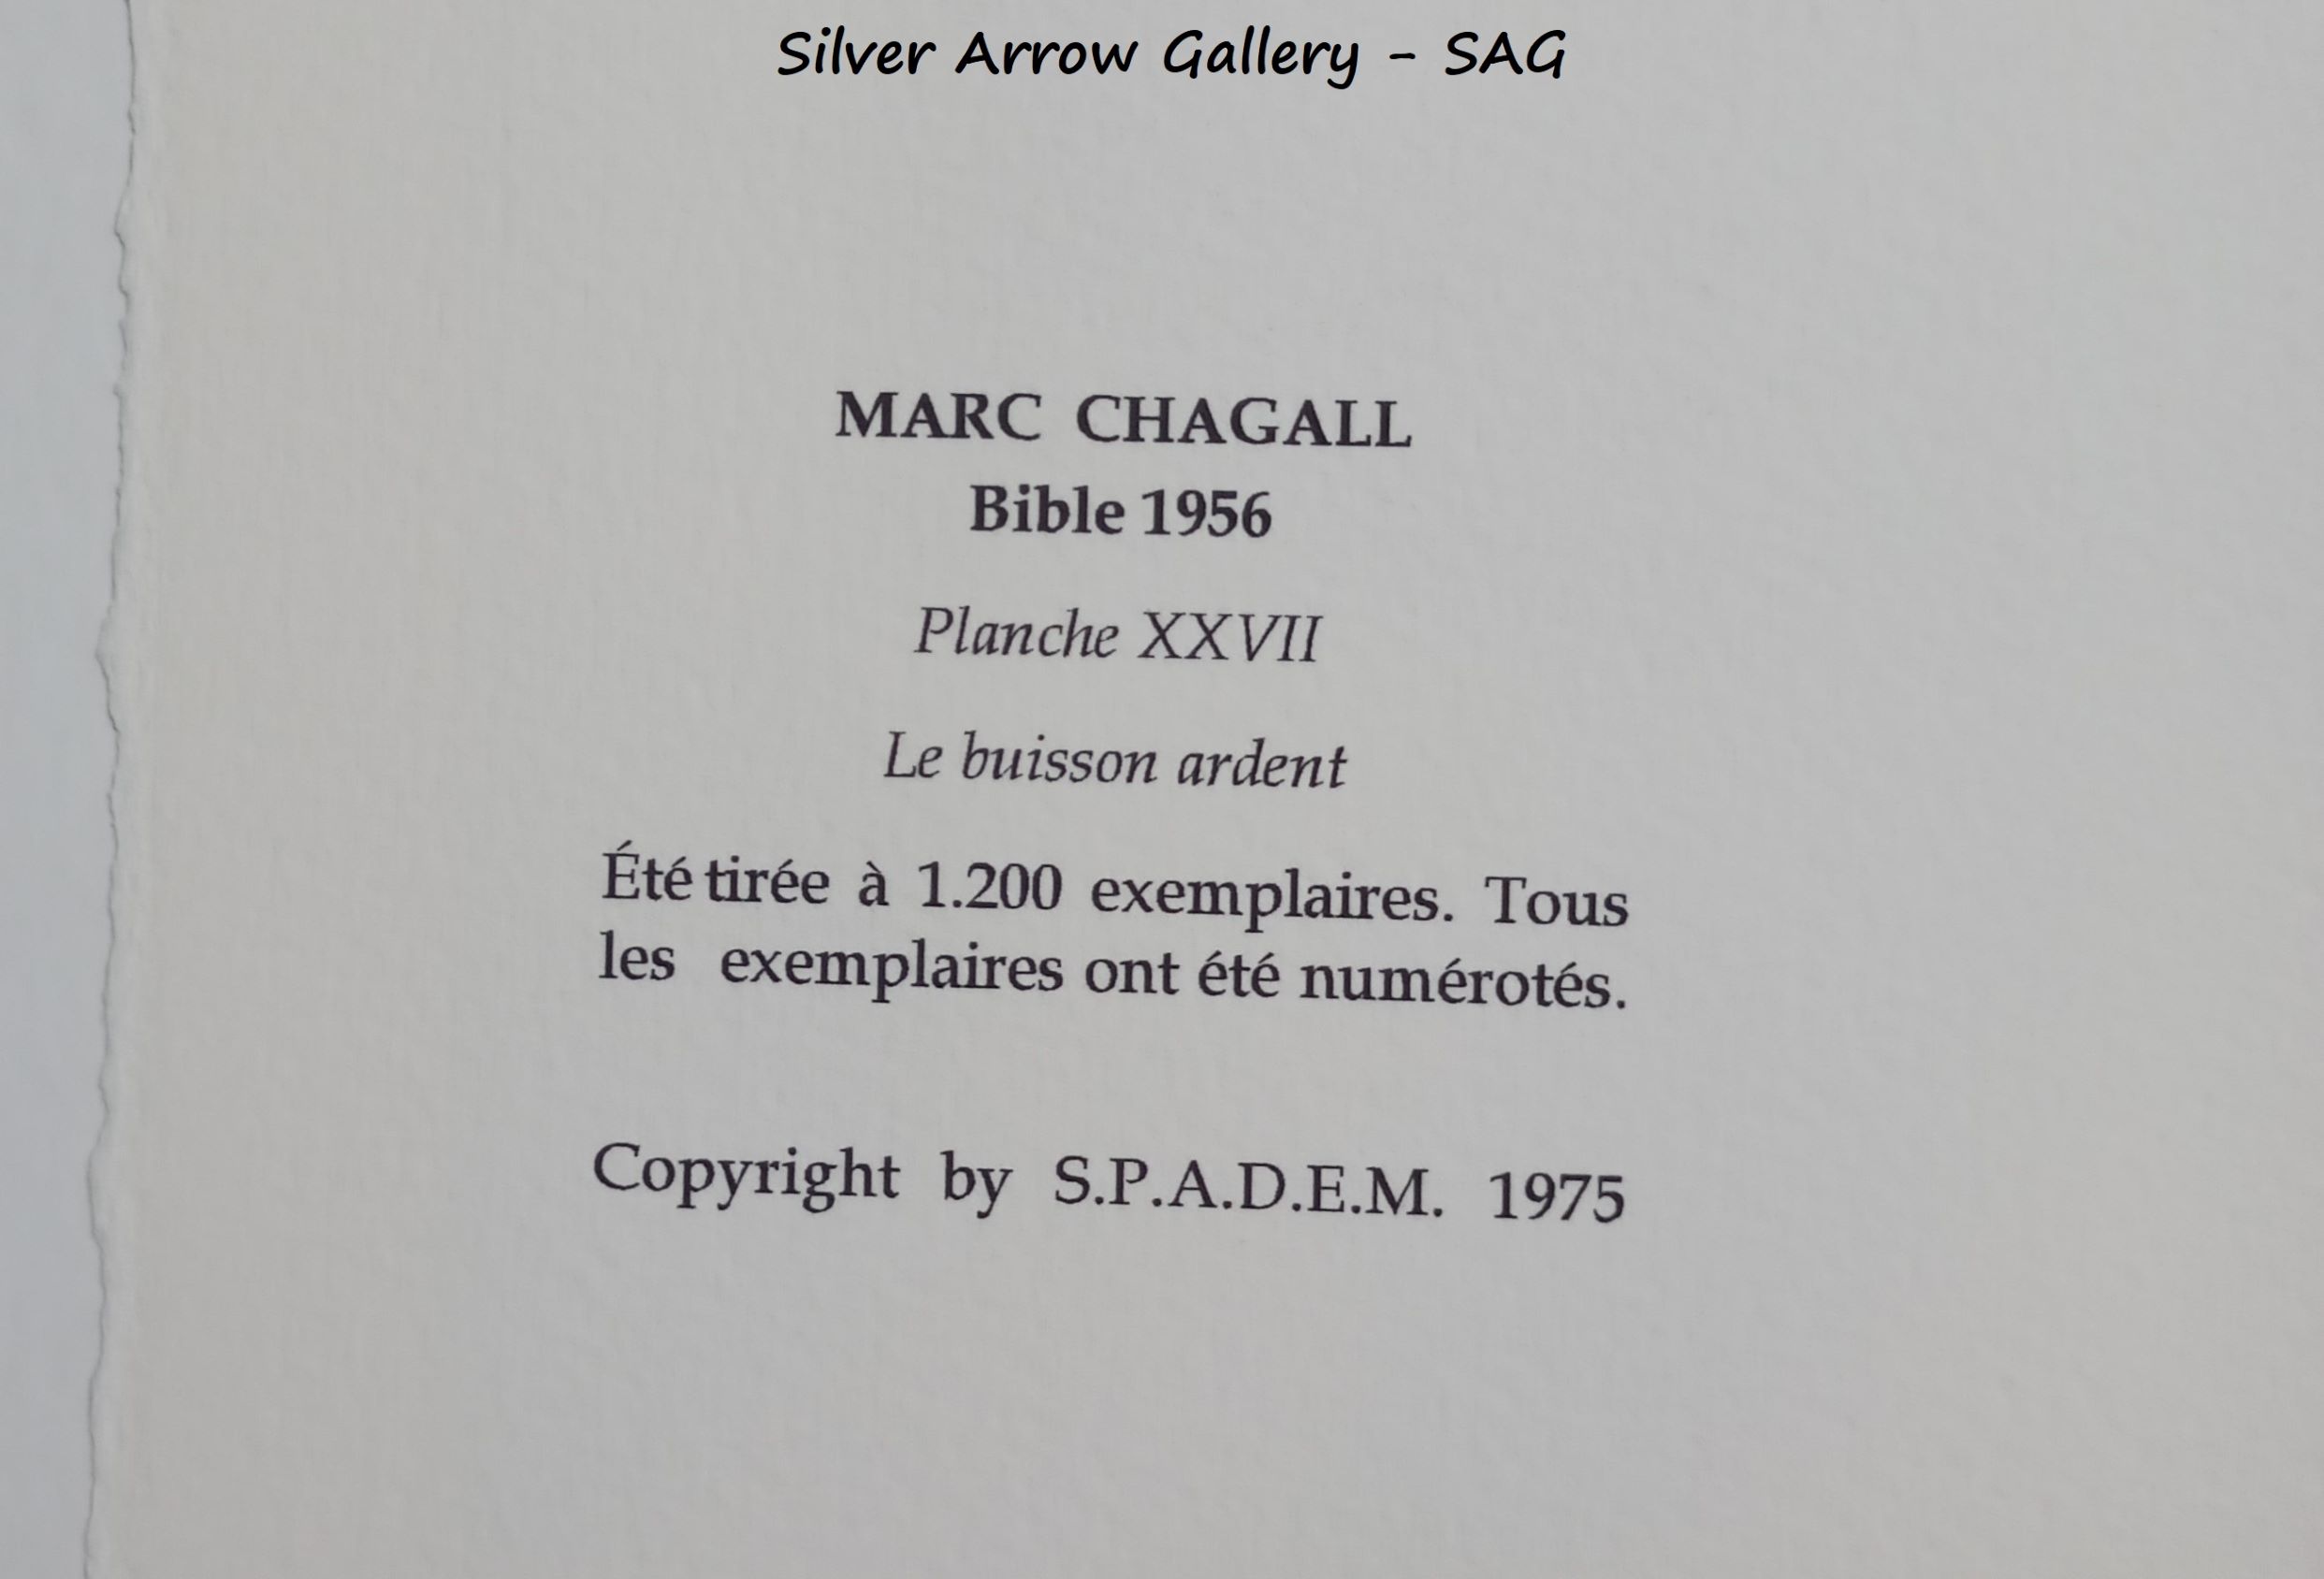 Silver Arrow Gallery - SAG
MARC CHAGALL
Bible 1956
Planche XXVII
Le buisson ardent
Été tirée à 1.200 exemplaires. Tous
les exemplaires ont été numérotés.
Copyright by S.P.A.D.E.M. 1975